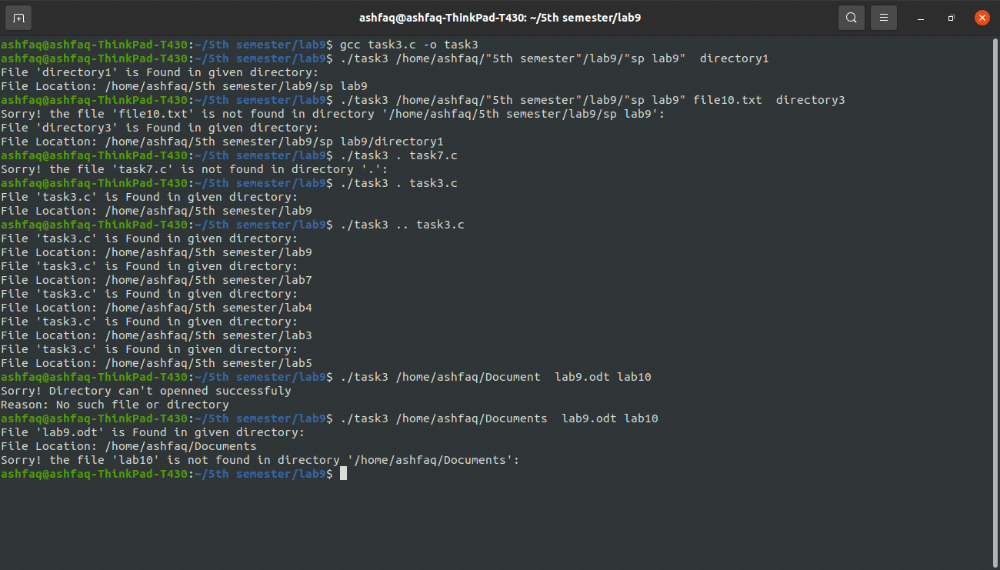 ashfaq@ashfaq-ThinkPad-T430: ~/5th semester/lab9
ashfaq@ashfaq-ThinkPad-T430:~/5th semester/lab9$ gcc task3.c -o task3
ashfaq@ashfaq-ThinkPad-T430:~/5th semester/lab9$ ./task3 /home/ashfaq/"5th semester"/lab9/"sp lab9"  directory1
File 'directory1' is Found in given directory:
File Location: /home/ashfaq/5th semester/lab9/sp lab9
ashfaq@ashfaq-ThinkPad-T430:~/5th semester/lab9$ ./task3 /home/ashfaq/"5th semester"/lab9/"sp lab9" file10.txt  directory3
Sorry! the file 'file10.txt' is not found in directory '/home/ashfaq/5th semester/lab9/sp lab9':
File 'directory3' is Found in given directory:
File Location: /home/ashfaq/5th semester/lab9/sp lab9/directory1
ashfaq@ashfaq-ThinkPad-T430:~/5th semester/lab9$ ./task3 . task7.c
Sorry! the file 'task7.c' is not found in directory '.':
ashfaq@ashfaq-ThinkPad-T430:~/5th semester/lab9$ ./task3 . task3.c
File 'task3.c' is Found in given directory:
File Location: /home/ashfaq/5th semester/lab9
ashfaq@ashfaq-ThinkPad-T430:~/5th semester/lab9$ ./task3 .. task3.c
File 'task3.c' is Found in given directory:
File Location: /home/ashfaq/5th semester/lab9
File 'task3.c' is Found in given directory:
File Location: /home/ashfaq/5th semester/lab7
File 'task3.c' is Found in given directory:
File Location: /home/ashfaq/5th semester/lab4
File 'task3.c' is Found in given directory:
File Location: /home/ashfaq/5th semester/lab3
File 'task3.c' is Found in given directory:
File Location: /home/ashfaq/5th semester/lab5
ashfaq@ashfaq-ThinkPad-T430:~/5th semester/lab9$ ./task3 /home/ashfaq/Document  lab9.odt lab10
Sorry! Directory can't openned successfuly
Reason: No such file or directory
ashfaq@ashfaq-ThinkPad-T430:~/5th semester/lab9$ ./task3 /home/ashfaq/Documents  lab9.odt lab10
File 'lab9.odt' is Found in given directory:
File Location: /home/ashfaq/Documents
Sorry! the file 'lab10' is not found in directory '/home/ashfaq/Documents':
ashfaq@ashfaq-ThinkPad-T430:~/5th semester/lab9$